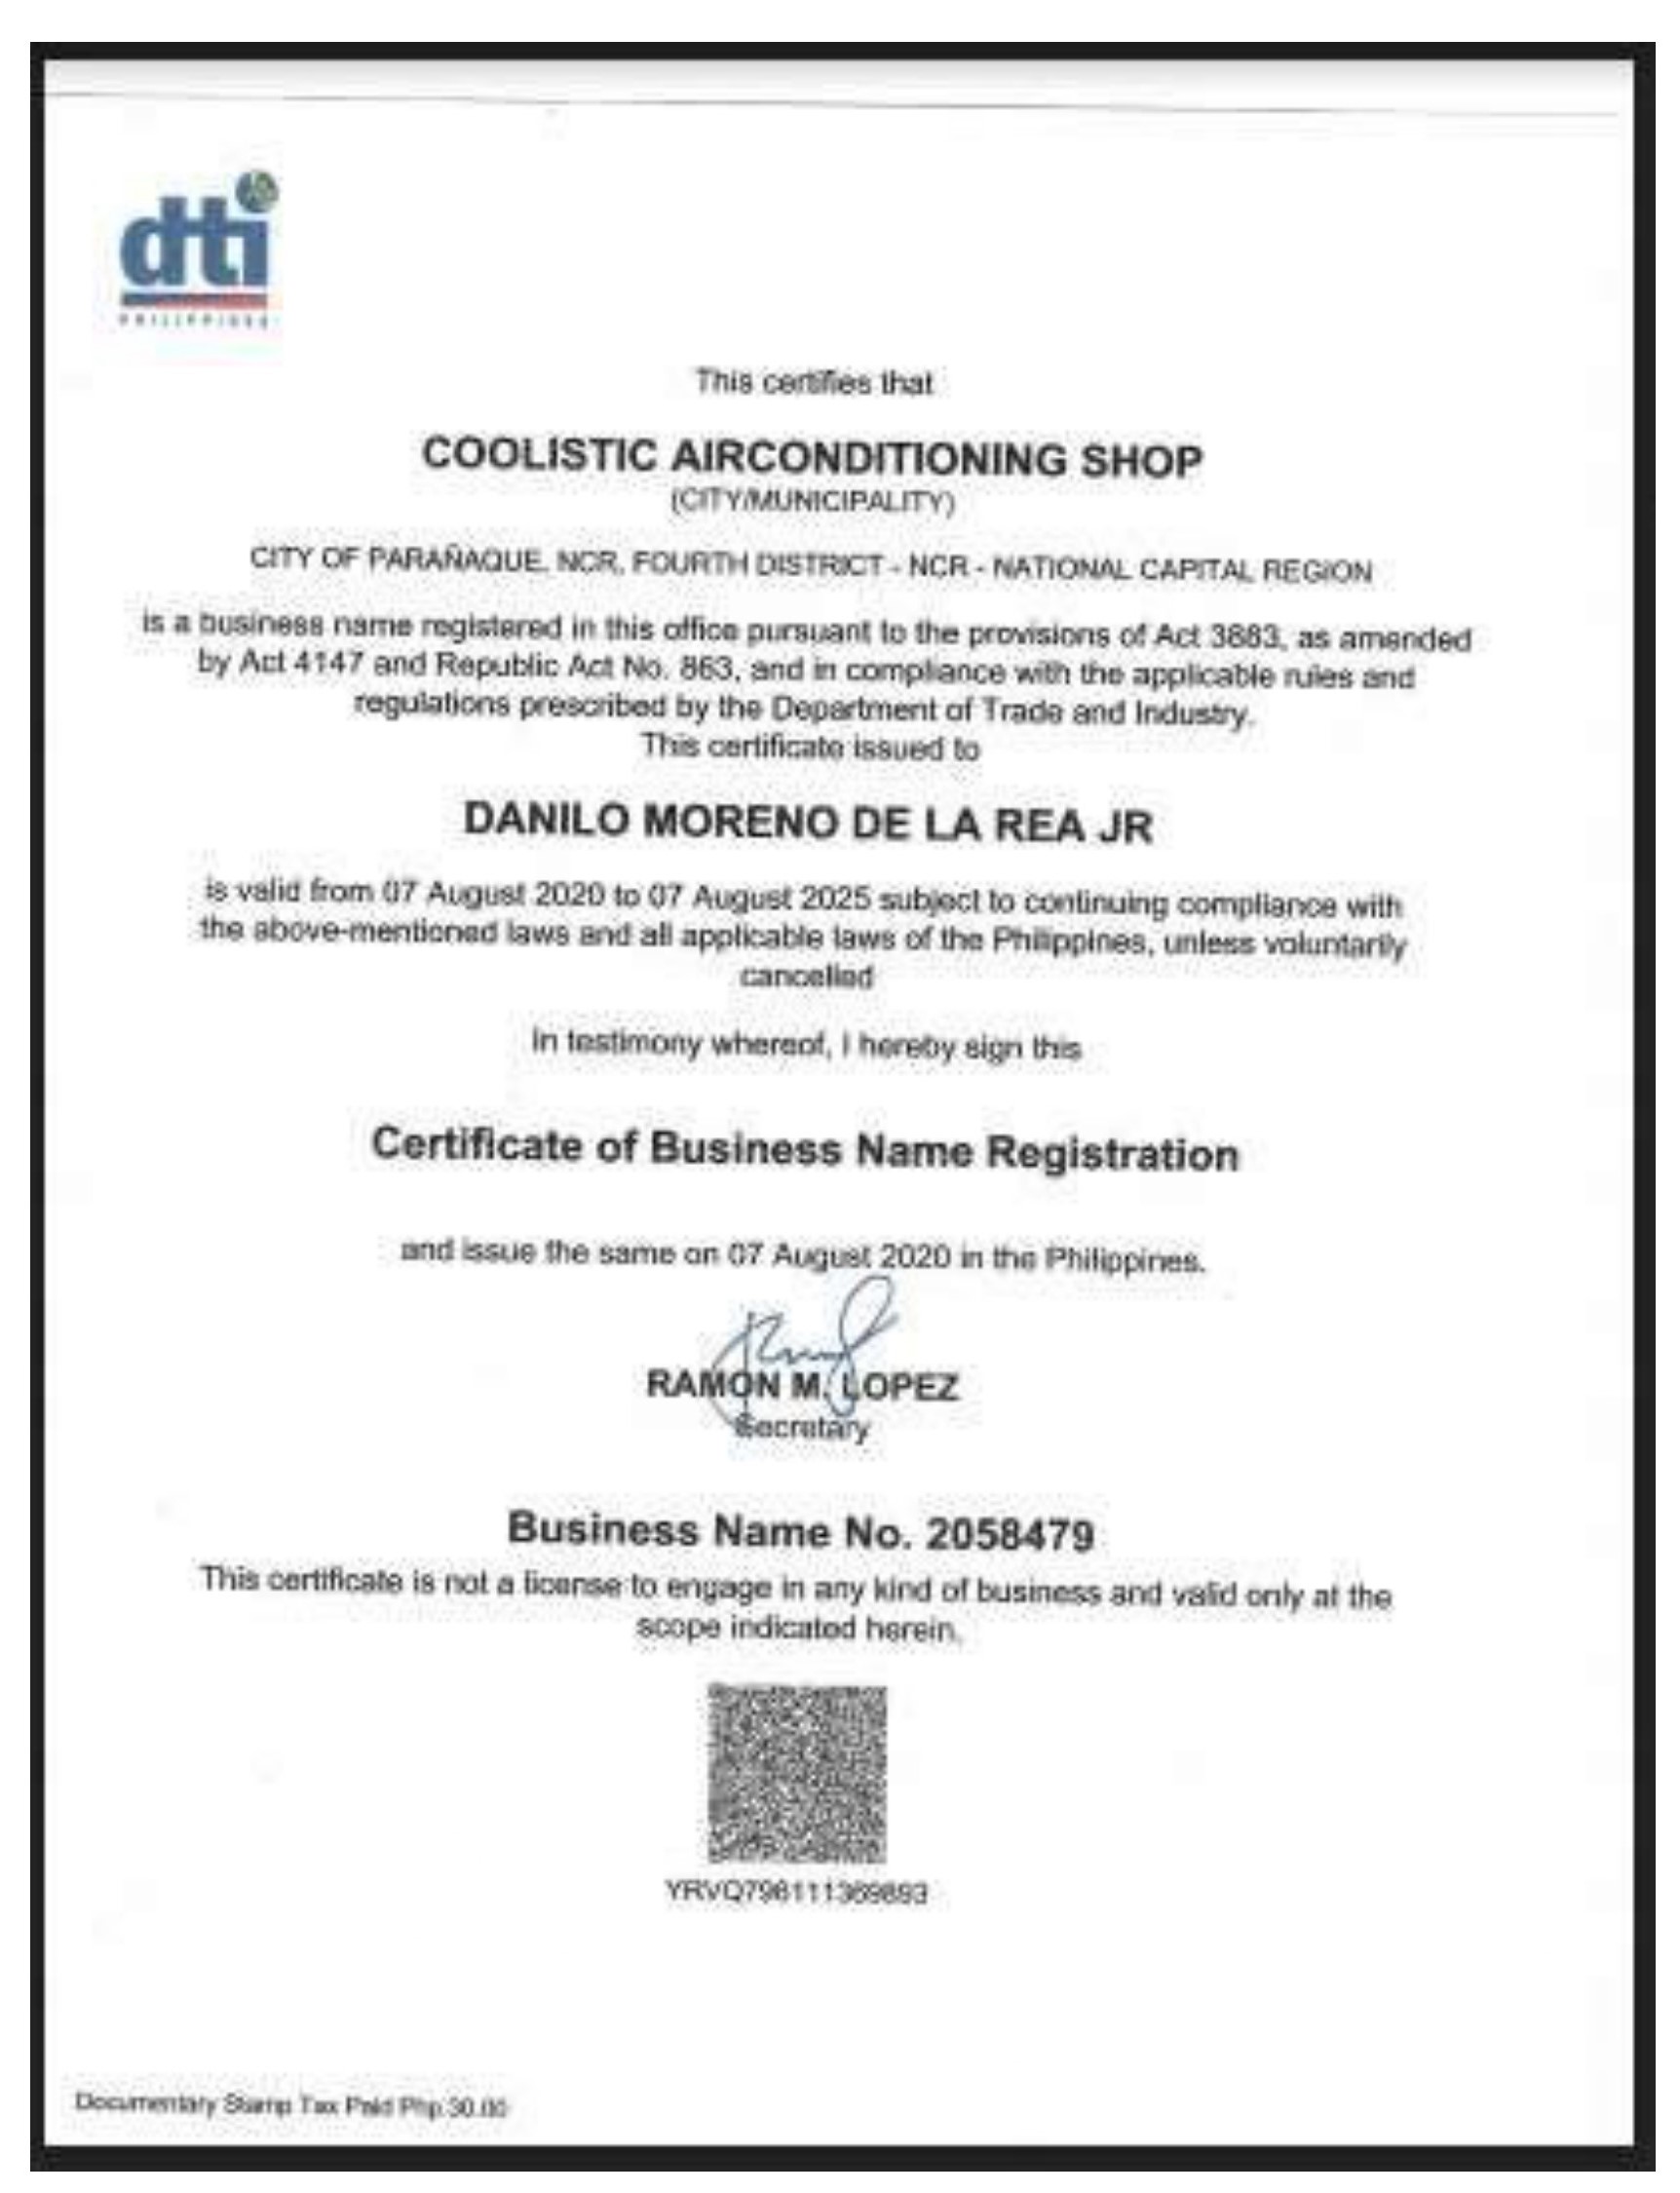 dti
PHILIPPINES
This certifies that
COOLISTIC AIRCONDITIONING SHOP
(CITY/MUNICIPALITY)
CITY OF PARAÑAQUE, NCR, FOURTH DISTRICT - NCR - NATIONAL CAPITAL REGION
is a business name registered in this office pursuant to the provisions of Act 3883, as amended
by Act 4147 and Republic Act No. 863, and in compliance with the applicable rules and
regulations prescribed by the Department of Trade and Industry.
This certificate issued to
DANILO MORENO DE LA REA JR
is valid from 07 August 2020 to 07 August 2025 subject to continuing compliance with
the above-mentioned laws and all applicable laws of the Philippines, unless voluntarily
cancelled
In testimony whereof, I hereby sign this
Certificate of Business Name Registration
and issue the same on 07 August 2020 in the Philippines.
RAMON M. LOPEZ
Secretary
Business Name No. 2058479
This certificate is not a license to engage in any kind of business and valid only at the
scope indicated herein.
Documentary Stamp Tax Paid Php 30.00